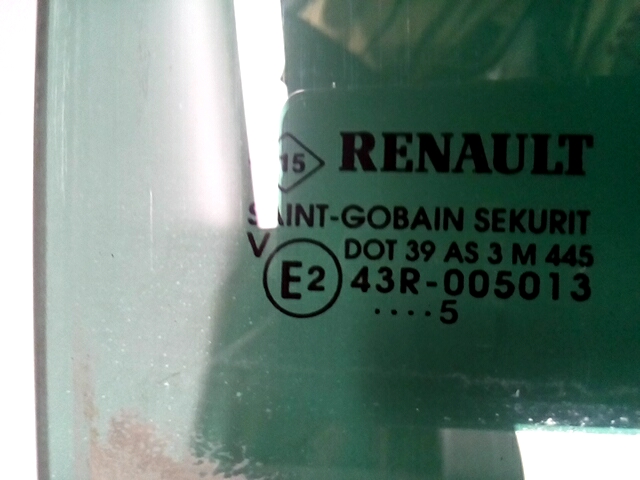 15 RENAULT
SAINT-GOBAIN SEKURIT
V DOT 39 AS 3 M 445
E2 43R-005013
····5